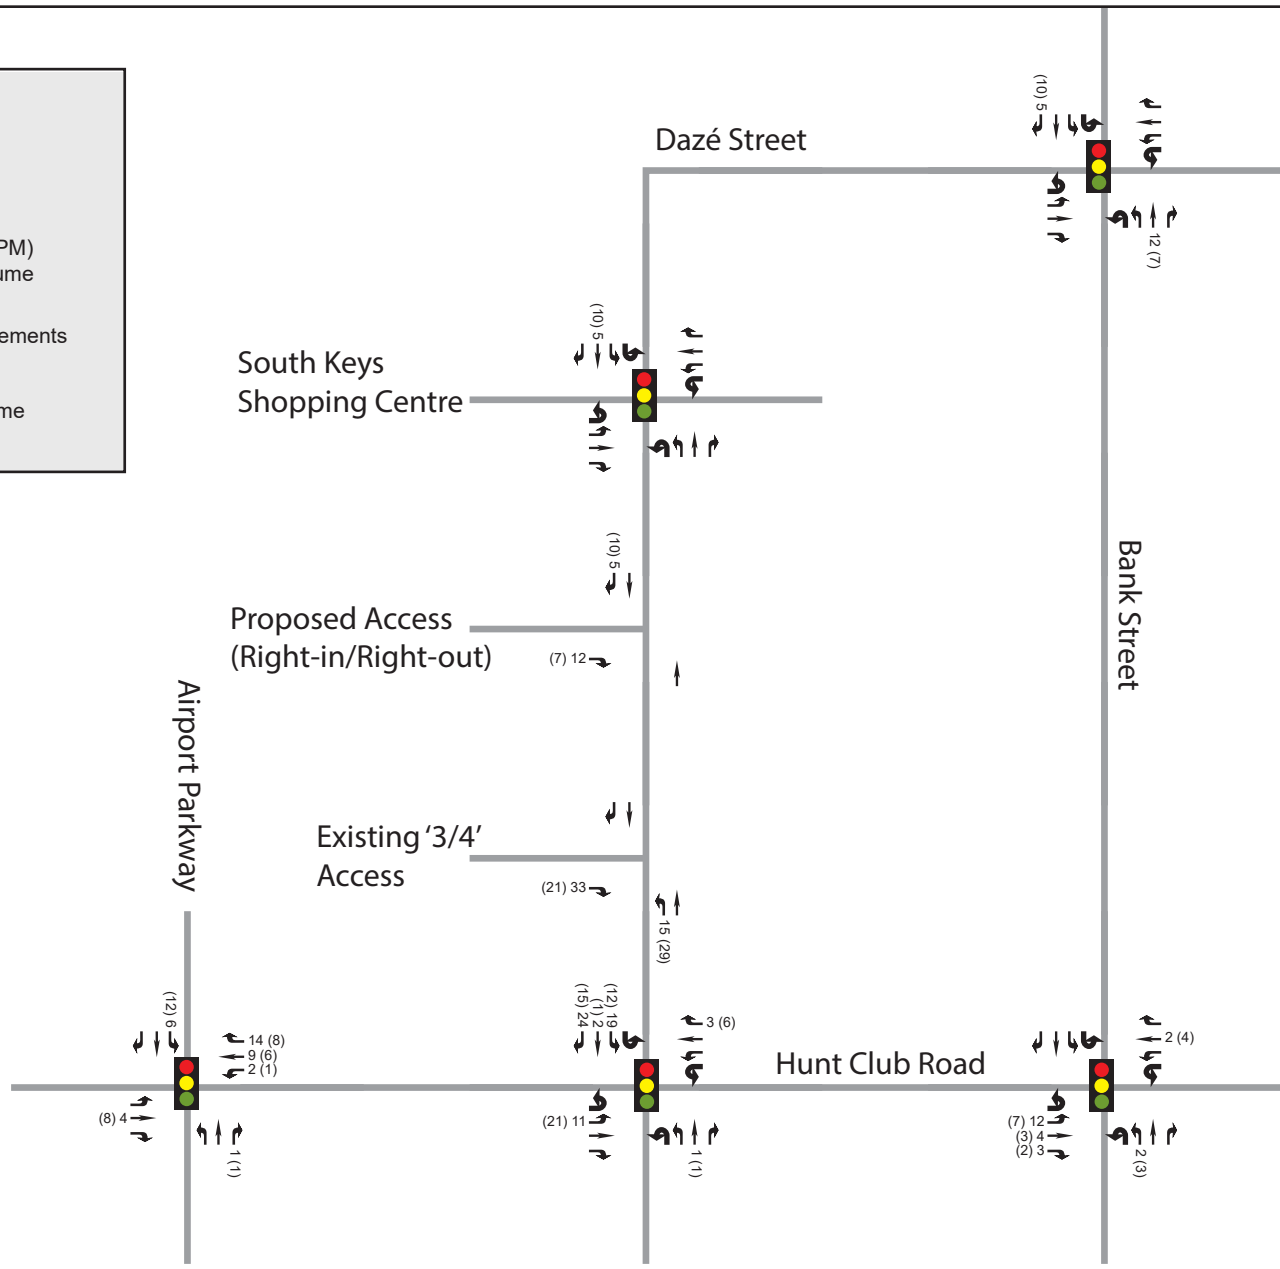 PM)
ume
ements
me
Dazé Street
(10) 5
12 (7)
(10) 5
South Keys
Shopping Centre
(10) 5
Proposed Access
(Right-in/Right-out)
(7) 12
Bank Street
Airport Parkway
Existing ‘3/4’
Access
(21) 33
15 (29)
(12) 6
14 (8)
9 (6)
2 (1)
(8) 4
1 (1)
(15) 24
(1) 2
(12) 19
3 (6)
(21) 11
1 (1)
Hunt Club Road
2 (4)
(7) 12
(3) 4
(2) 3
2 (3)